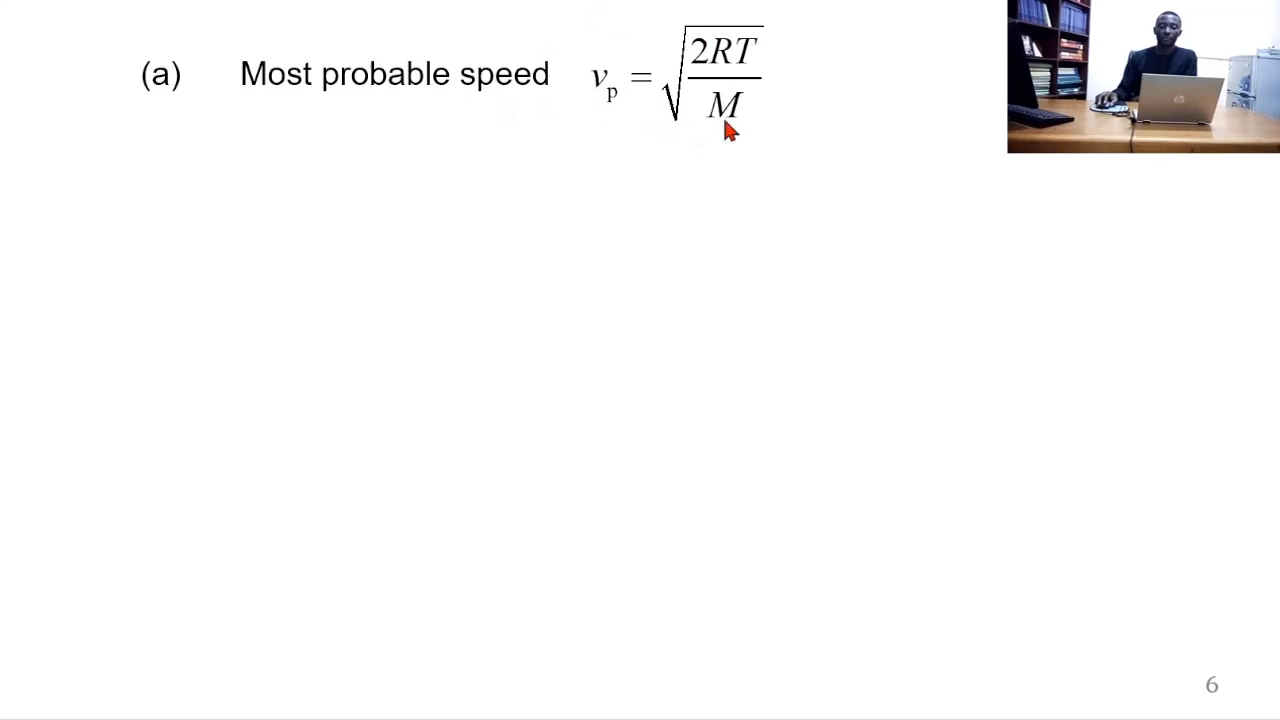 (a) Most probable speed v_p = √(2RT/M)
6